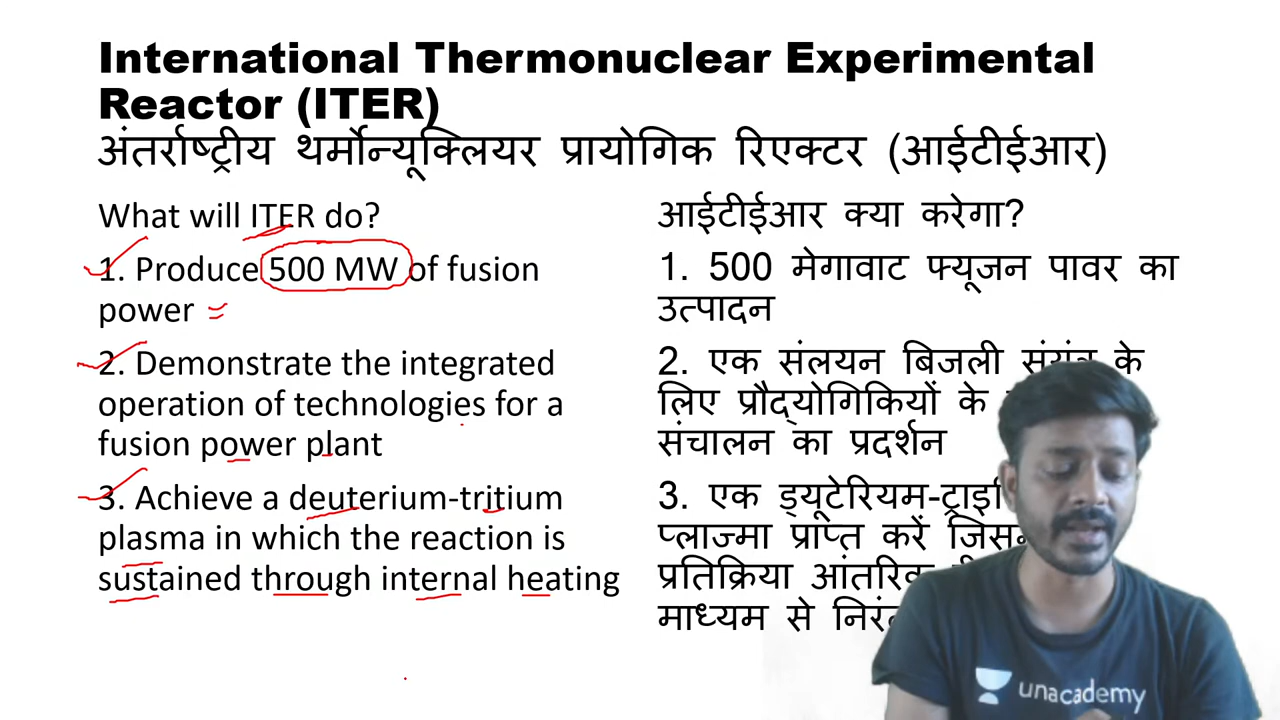 International Thermonuclear Experimental
Reactor (ITER)
अंतर्राष्ट्रीय थर्मोन्यूक्लियर प्रायोगिक रिएक्टर (आईटीईआर)
What will ITER do?
1. Produce 500 MW of fusion
power
2. Demonstrate the integrated
operation of technologies for a
fusion power plant
3. Achieve a deuterium-tritium
plasma in which the reaction is
sustained through internal heating
आईटीईआर क्या करेगा?
1. 500 मेगावाट फ्यूजन पावर का
उत्पादन
2. एक संलयन बिजली संयंत्र के
लिए प्रौद्योगिकियों के
संचालन का प्रदर्शन
3. एक ड्यूटेरियम-
प्लाज्मा प्राप्त करें
प्रतिक्रिया
माध्यम से
unacademy